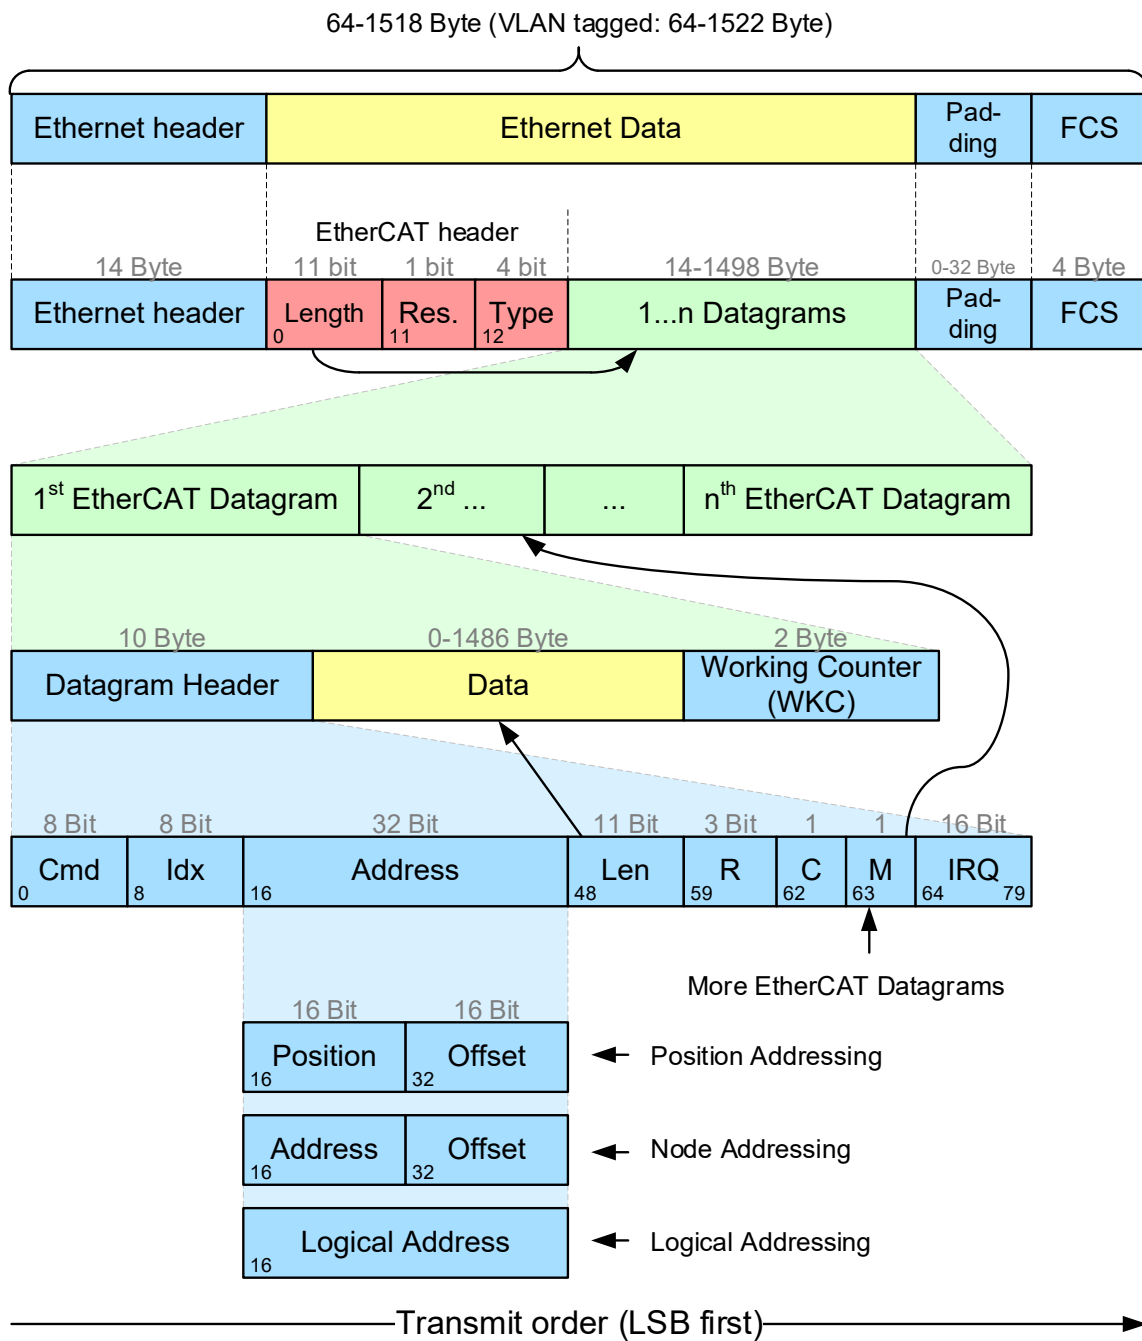 64-1518 Byte (VLAN tagged: 64-1522 Byte)
Ethernet header
Ethernet Data
Pad-
ding
FCS
EtherCAT header
14 Byte
11 bit
1 bit
4 bit
14-1498 Byte
0-32 Byte
4 Byte
Ethernet header
Length
0
Res.
11
Type
12
1...n Datagrams
Pad-
ding
FCS
1st EtherCAT Datagram
2nd ...
...
nth EtherCAT Datagram
10 Byte
0-1486 Byte
2 Byte
Datagram Header
Data
Working Counter
(WKC)
8 Bit
8 Bit
32 Bit
11 Bit
3 Bit
1
1
16 Bit
Cmd
0
Idx
8
Address
16
Len
48
R
59
C
62
M
63
IRQ
64
79
More EtherCAT Datagrams
16 Bit
16 Bit
Position
16
Offset
32
Position Addressing
Address
16
Offset
32
Node Addressing
Logical Address
16
Logical Addressing
Transmit order (LSB first)